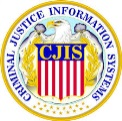 CRIMINAL JUSTICE INFORMATION SYSTEMS
CJIS